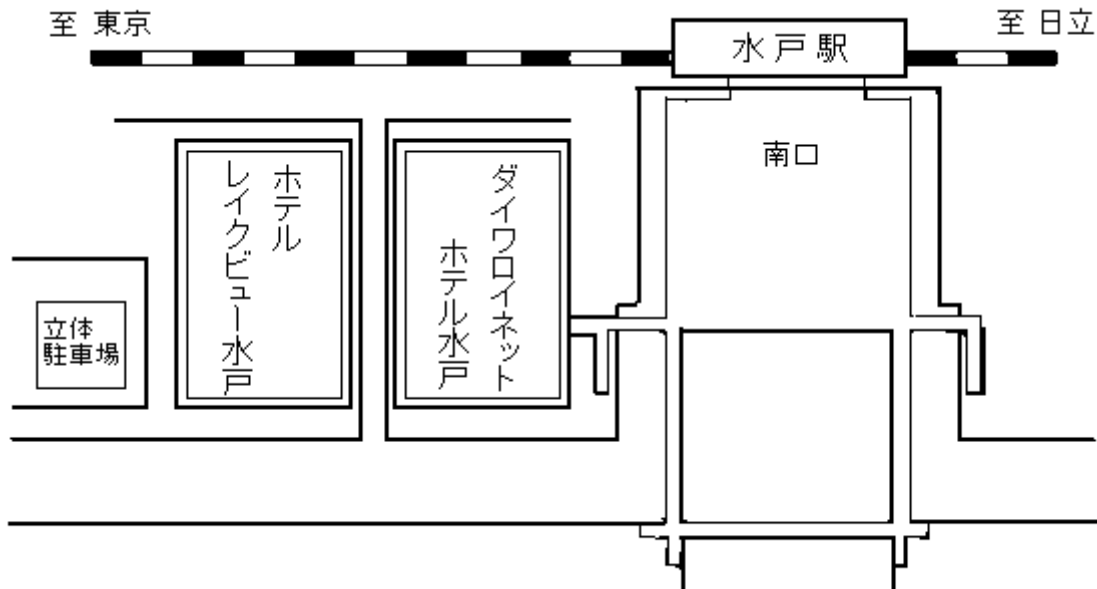 至 東京
至 日立
水戸駅
南口
ホテル
レイクビュー水戸
ダイワロイネット
ホテル水戸
立体
駐車場